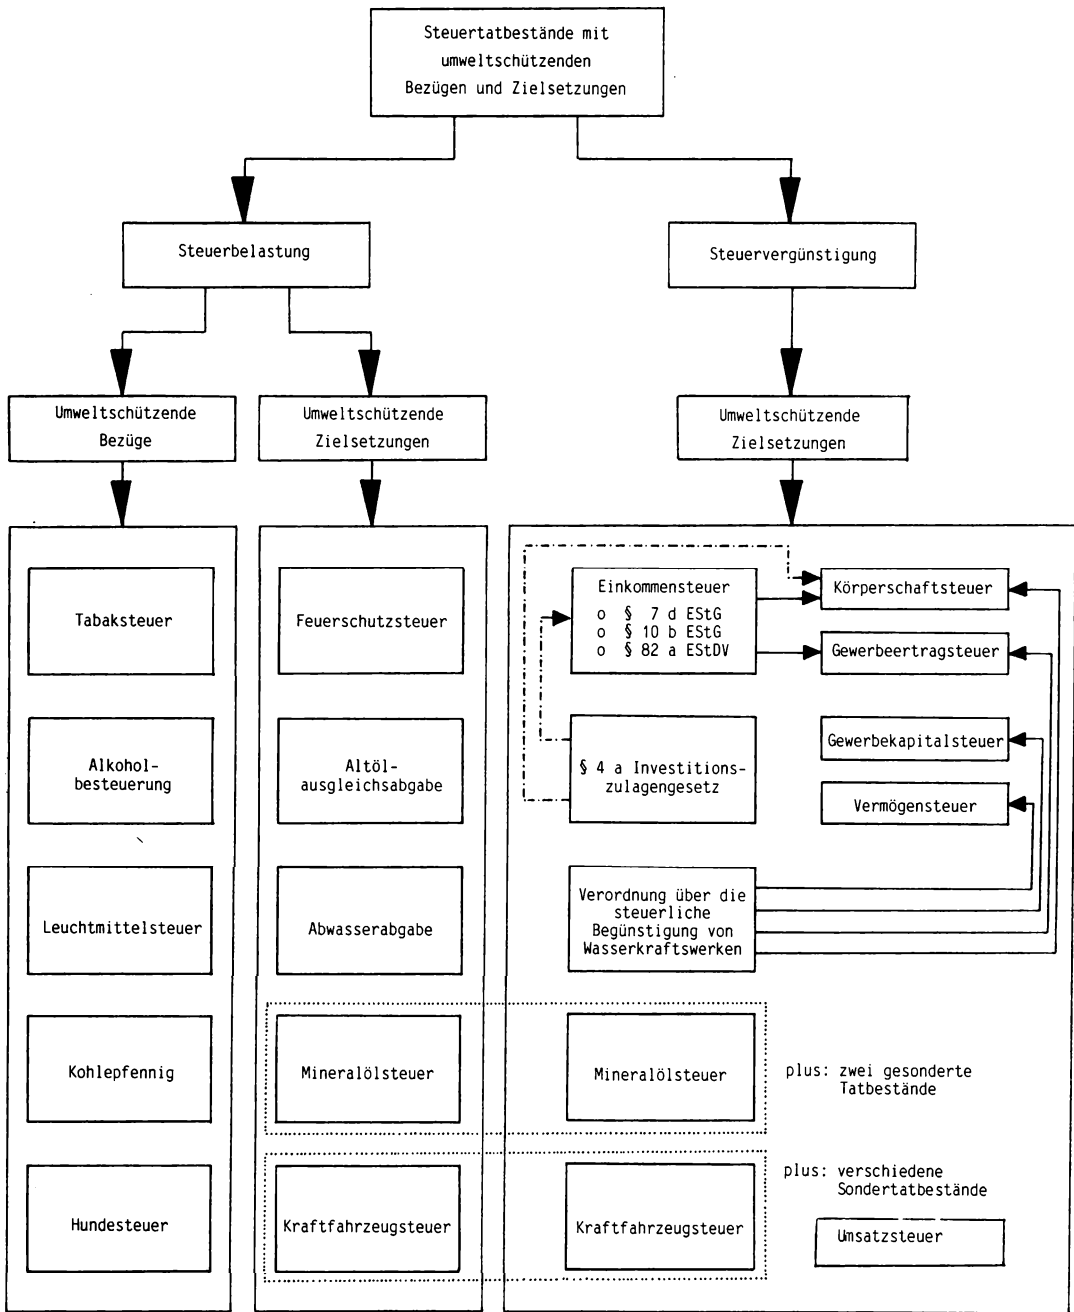 Steuertatbestände mit
umweltschützenden
Bezügen und Zielsetzungen
Steuerbelastung
Steuervergünstigung
Umweltschützende
Bezüge
Umweltschützende
Zielsetzungen
Umweltschützende
Zielsetzungen
Tabaksteuer
Alkohol-
besteuerung
Leuchtmittelsteuer
Kohlepfennig
Hundesteuer
Feuerschutzsteuer
Altöl-
ausgleichsabgabe
Abwasserabgabe
Mineralölsteuer
Kraftfahrzeugsteuer
Einkommensteuer
o § 7 d EStG
o § 10 b EStG
o § 82 a EStDV
§ 4 a Investitions-
zulagengesetz
Verordnung über die
steuerliche
Begünstigung von
Wasserkraftswerken
Mineralölsteuer
Kraftfahrzeugsteuer
Körperschaftsteuer
Gewerbeertragsteuer
Gewerbekapitalsteuer
Vermögensteuer
plus: zwei gesonderte
Tatbestände
plus: verschiedene
Sondertatbestände
Umsatzsteuer